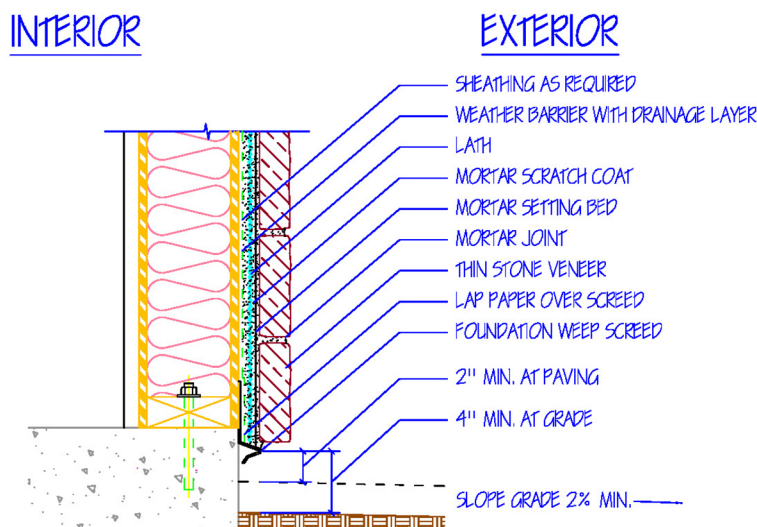 INTERIOR
EXTERIOR
SHEATHING AS REQUIRED
WEATHER BARRIER WITH DRAINAGE LAYER
LATH
MORTAR SCRATCH COAT
MORTAR SETTING BED
MORTAR JOINT
THIN STONE VENEER
LAP PAPER OVER SCREED
FOUNDATION WEEP SCREED
2" MIN. AT PAVING
4" MIN. AT GRADE
SLOPE GRADE 2% MIN.